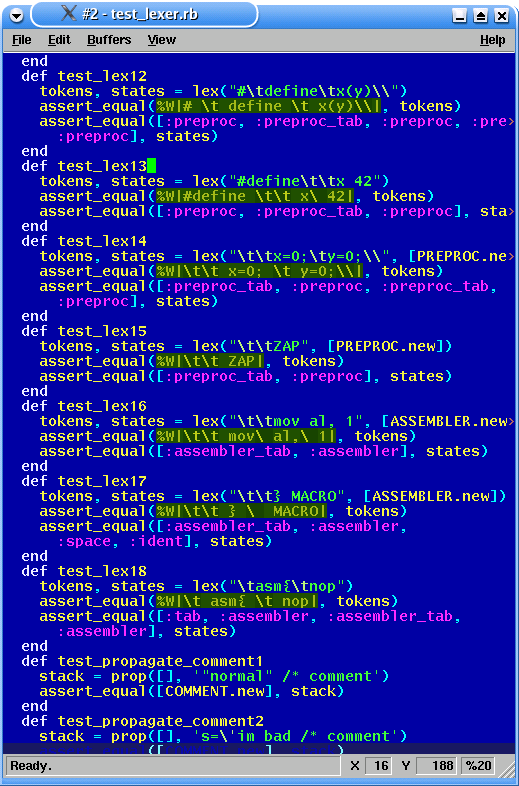 #2 - test_lexer.rb
File Edit Buffers View Help
end
def test_lex12
tokens, states = lex("#\tdefine\tx(y)\\")
assert_equal(%W|# \t define \t x(y)\\|, tokens)
assert_equal([:preproc, :preproc_tab, :preproc, :pre>
:preproc], states)
end
def test_lex13
tokens, states = lex("#define\t\tx 42")
assert_equal(%W|#define \t\t x\ 42|, tokens)
assert_equal([:preproc, :preproc_tab, :preproc], sta>
end
def test_lex14
tokens, states = lex("\t\tx=0;\ty=0;\\", [PREPROC.ne>
assert_equal(%W|\t\t x=0; \t y=0;\\|, tokens)
assert_equal([:preproc_tab, :preproc, :preproc_tab,
:preproc], states)
end
def test_lex15
tokens, states = lex("\t\tZAP", [PREPROC.new])
assert_equal(%W|\t\t ZAP|, tokens)
assert_equal([:preproc_tab, :preproc], states)
end
def test_lex16
tokens, states = lex("\t\tmov al, 1", [ASSEMBLER.new>
assert_equal(%W|\t\t mov\ al,\ 1|, tokens)
assert_equal([:assembler_tab, :assembler], states)
end
def test_lex17
tokens, states = lex("\t\t} MACRO", [ASSEMBLER.new])
assert_equal(%W|\t\t } \  MACRO|, tokens)
assert_equal([:assembler_tab, :assembler,
:space, :ident], states)
end
def test_lex18
tokens, states = lex("\tasm{\tnop")
assert_equal(%W|\t asm{ \t nop|, tokens)
assert_equal([:tab, :assembler, :assembler_tab,
:assembler], states)
end
def test_propagate_comment1
stack = prop([], '"normal" /* comment')
assert_equal([COMMENT.new], stack)
end
def test_propagate_comment2
stack = prop([], 's=\'im bad /* comment')
Ready. X 16 Y 188 %20